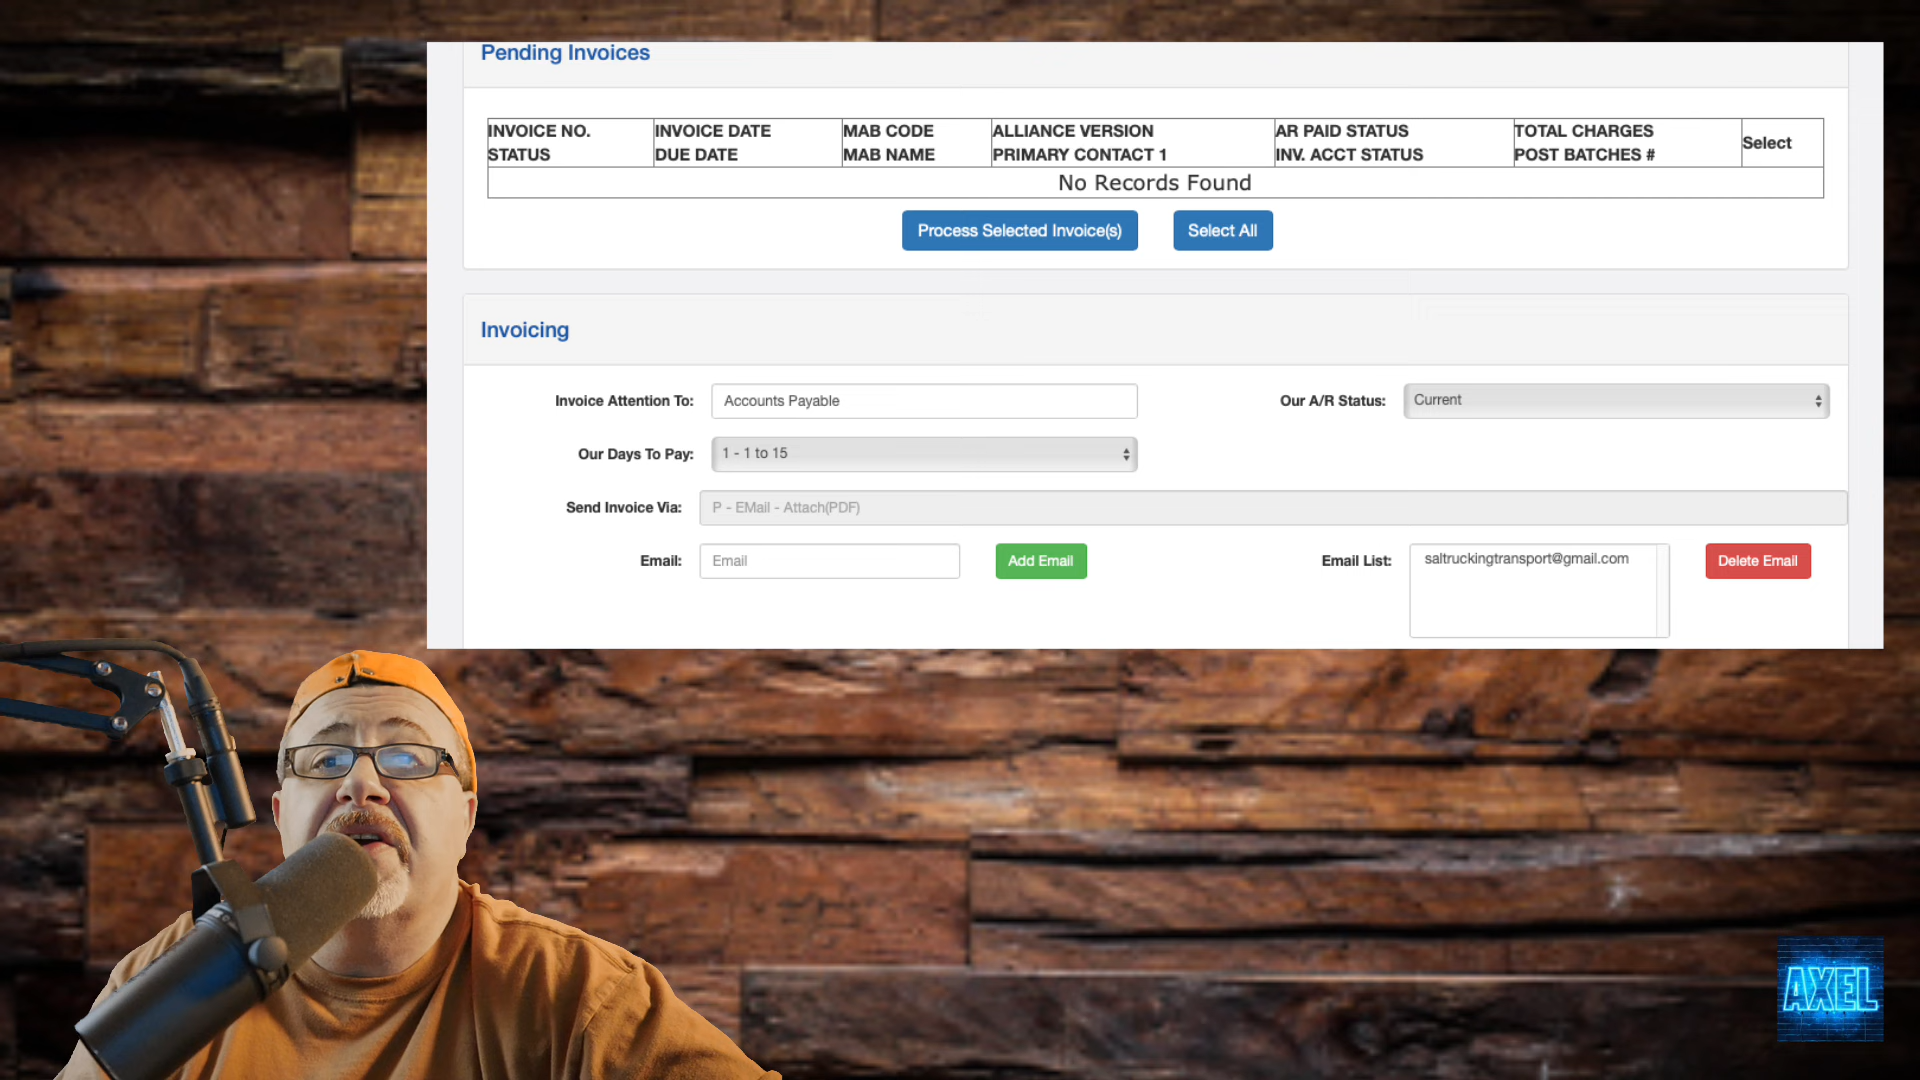 Pending Invoices
INVOICE NO. INVOICE DATE MAB CODE ALLIANCE VERSION AR PAID STATUS TOTAL CHARGES Select
STATUS DUE DATE MAB NAME PRIMARY CONTACT 1 INV. ACCT STATUS POST BATCHES #
No Records Found
Process Selected Invoice(s) Select All
Invoicing
Invoice Attention To: Accounts Payable Our A/R Status: Current
Our Days To Pay: 1 - 1 to 15
Send Invoice Via: P - EMail - Attach(PDF)
Email: Email Add Email Email List: saltruckingtransport@gmail.com Delete Email
AXEL